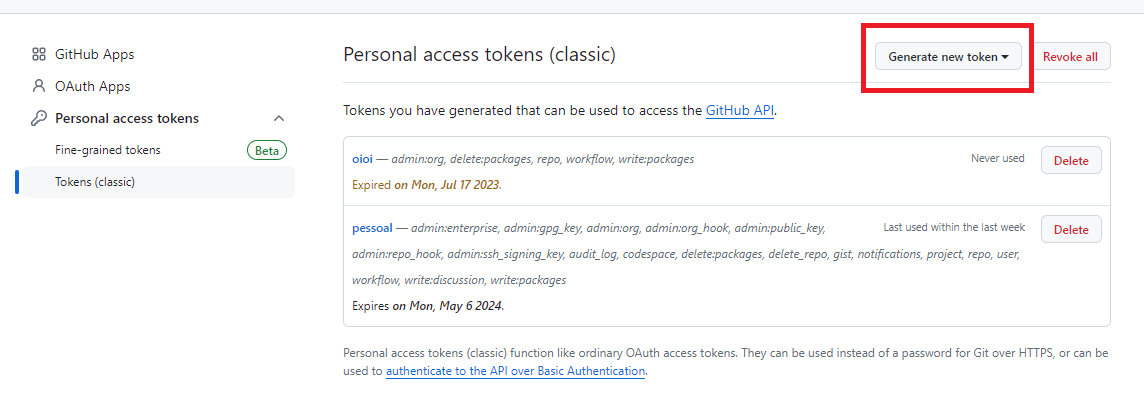 GitHub Apps
OAuth Apps
Personal access tokens
Fine-grained tokens
Beta
Tokens (classic)
Personal access tokens (classic)
Generate new token
Revoke all
Tokens you have generated that can be used to access the GitHub API.
oioi — admin:org, delete:packages, repo, workflow, write:packages
Never used
Delete
Expired on Mon, Jul 17 2023.
pessoal — admin:enterprise, admin:gpg_key, admin:org, admin:org_hook, admin:public_key,
Last used within the last week
Delete
admin:repo_hook, admin:ssh_signing_key, audit_log, codespace, delete:packages, delete_repo, gist, notifications, project, repo, user,
workflow, write:discussion, write:packages
Expires on Mon, May 6 2024.
Personal access tokens (classic) function like ordinary OAuth access tokens. They can be used instead of a password for Git over HTTPS, or can be
used to authenticate to the API over Basic Authentication.